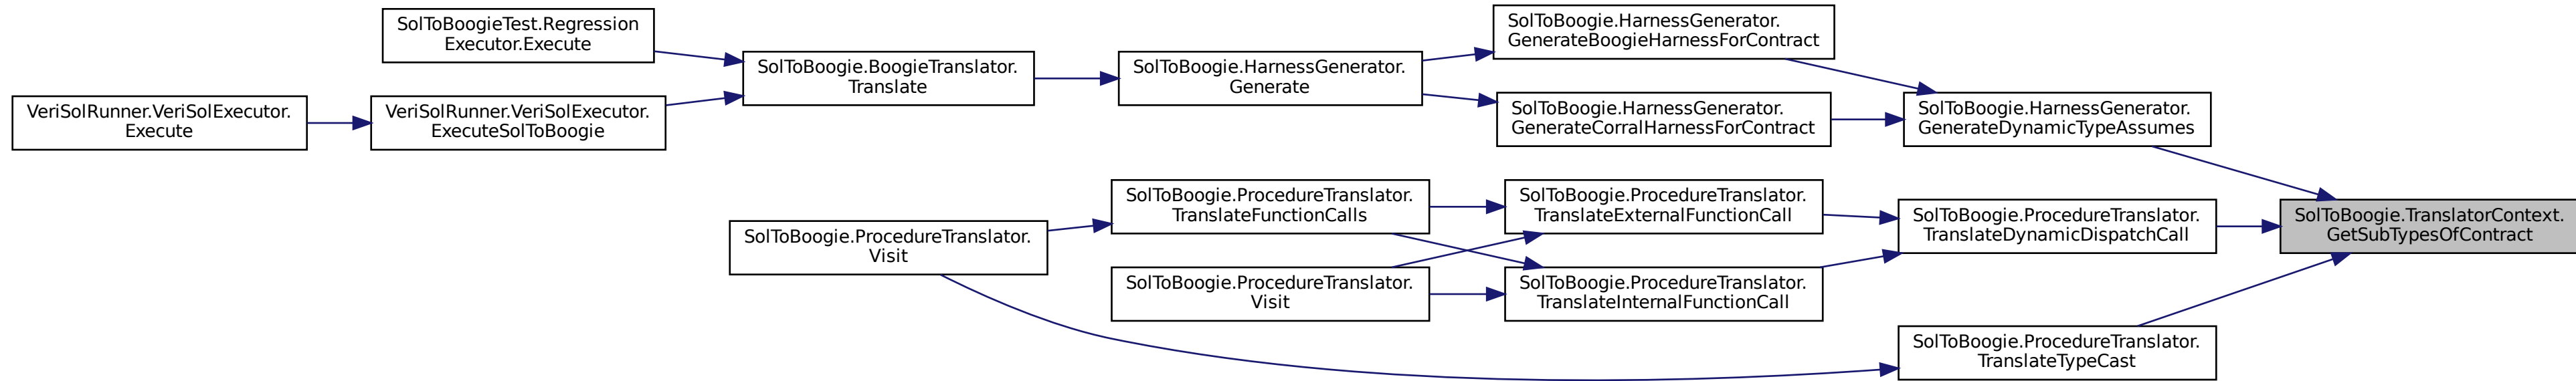 SolToBoogieTest.Regression
Executor.Execute
VeriSolRunner.VeriSolExecutor.
Execute
VeriSolRunner.VeriSolExecutor.
ExecuteSolToBoogie
SolToBoogie.BoogieTranslator.
Translate
SolToBoogie.HarnessGenerator.
Generate
SolToBoogie.HarnessGenerator.
GenerateBoogieHarnessForContract
SolToBoogie.HarnessGenerator.
GenerateCorralHarnessForContract
SolToBoogie.HarnessGenerator.
GenerateDynamicTypeAssumes
SolToBoogie.ProcedureTranslator.
Visit
SolToBoogie.ProcedureTranslator.
TranslateFunctionCalls
SolToBoogie.ProcedureTranslator.
Visit
SolToBoogie.ProcedureTranslator.
TranslateExternalFunctionCall
SolToBoogie.ProcedureTranslator.
TranslateInternalFunctionCall
SolToBoogie.ProcedureTranslator.
TranslateDynamicDispatchCall
SolToBoogie.ProcedureTranslator.
TranslateTypeCast
SolToBoogie.TranslatorContext.
GetSubTypesOfContract